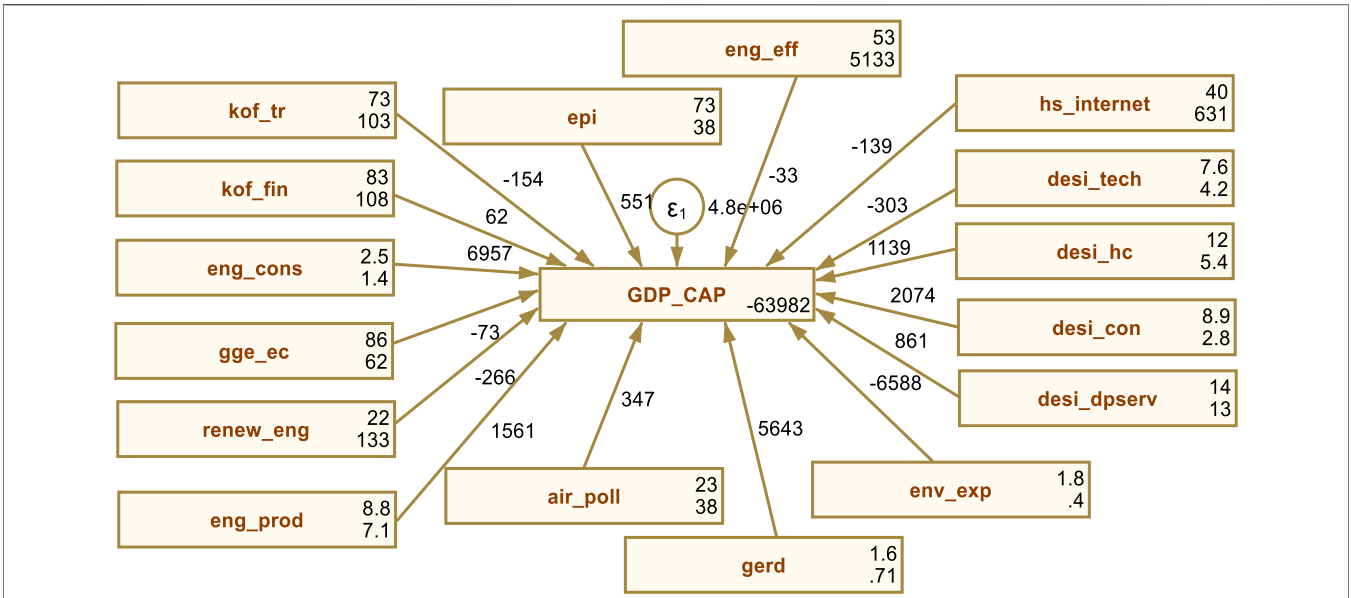 eng_eff
53
5133
kof_tr
73
103
epi
73
38
hs_internet
40
631
-139
-154
-33
kof_fin
83
108
desi_tech
7.6
4.2
551
ε1
4.8e+06
-303
62
6957
1139
desi_hc
12
5.4
eng_cons
2.5
1.4
GDP_CAP
-63982
2074
desi_con
8.9
2.8
gge_ec
86
62
-73
861
-266
-6588
desi_dpserv
14
13
347
renew_eng
22
133
1561
5643
air_poll
23
38
env_exp
1.8
.4
eng_prod
8.8
7.1
gerd
1.6
.71